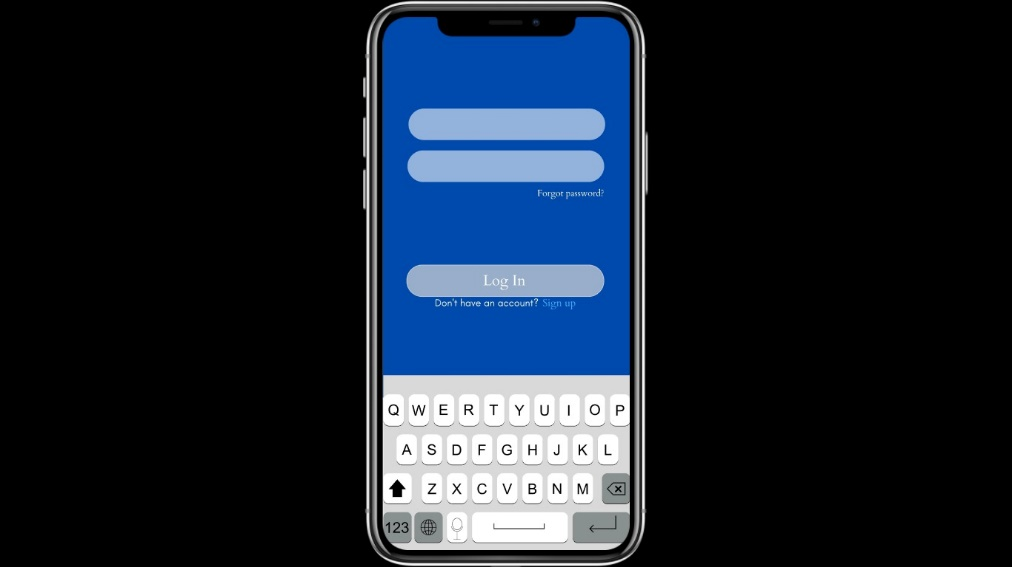 Forgot password?
Log In
Don't have an account? Sign up
Q W E R T Y U I O P
A S D F G H J K L
Z X C V B N M
123